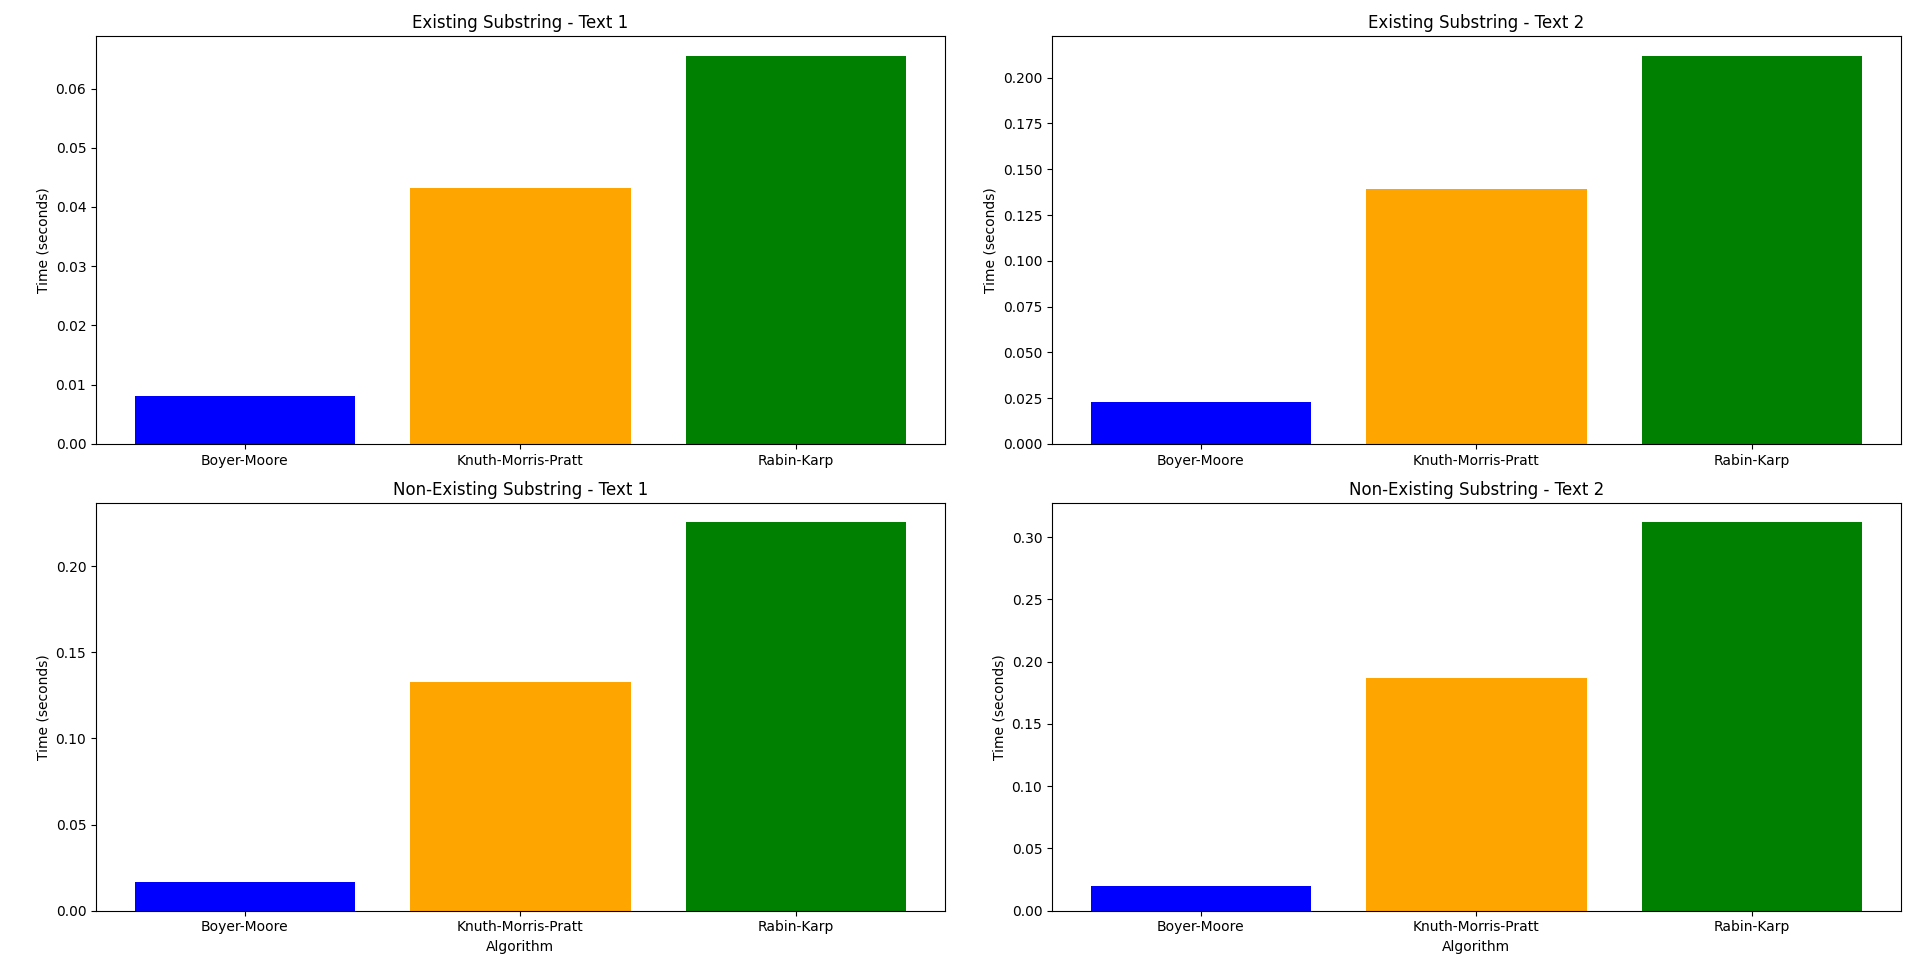 Existing Substring - Text 1
Time (seconds)
0.06
0.05
0.04
0.03
0.02
0.01
0.00
Boyer-Moore Knuth-Morris-Pratt Rabin-Karp
Existing Substring - Text 2
Time (seconds)
0.200
0.175
0.150
0.125
0.100
0.075
0.050
0.025
0.000
Boyer-Moore Knuth-Morris-Pratt Rabin-Karp
Non-Existing Substring - Text 1
Time (seconds)
0.20
0.15
0.10
0.05
0.00
Boyer-Moore Knuth-Morris-Pratt Rabin-Karp
Algorithm
Non-Existing Substring - Text 2
Time (seconds)
0.30
0.25
0.20
0.15
0.10
0.05
0.00
Boyer-Moore Knuth-Morris-Pratt Rabin-Karp
Algorithm